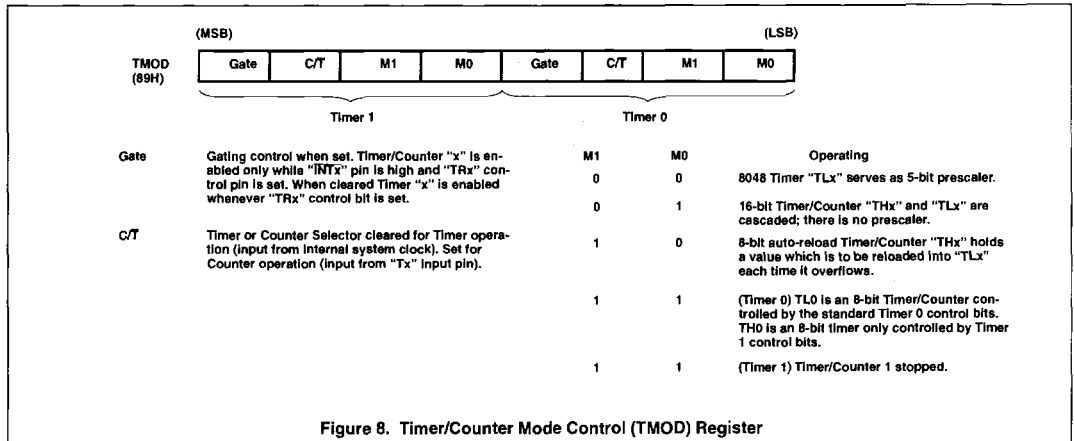 (MSB) (LSB)
TMOD Gate C/T M1 M0 Gate C/T M1 M0
(89H)
Timer 1 Timer 0
Gate Gating control when set. Timer/Counter "x" is en-
abled only while "INTx" pin is high and "TRx" con-
trol pin is set. When cleared Timer "x" is enabled
whenever "TRx" control bit is set.
C/T Timer or Counter Selector cleared for Timer opera-
tion (input from internal system clock). Set for
Counter operation (input from "Tx" input pin).
M1 M0 Operating
0 0 8048 Timer "TLx" serves as 5-bit prescaler.
0 1 16-bit Timer/Counter "THx" and "TLx" are
cascaded; there is no prescaler.
1 0 8-bit auto-reload Timer/Counter "THx" holds
a value which is to be reloaded into "TLx"
each time it overflows.
1 1 (Timer 0) TL0 is an 8-bit Timer/Counter con-
trolled by the standard Timer 0 control bits.
TH0 is an 8-bit timer only controlled by Timer
1 control bits.
1 1 (Timer 1) Timer/Counter 1 stopped.
Figure 8. Timer/Counter Mode Control (TMOD) Register